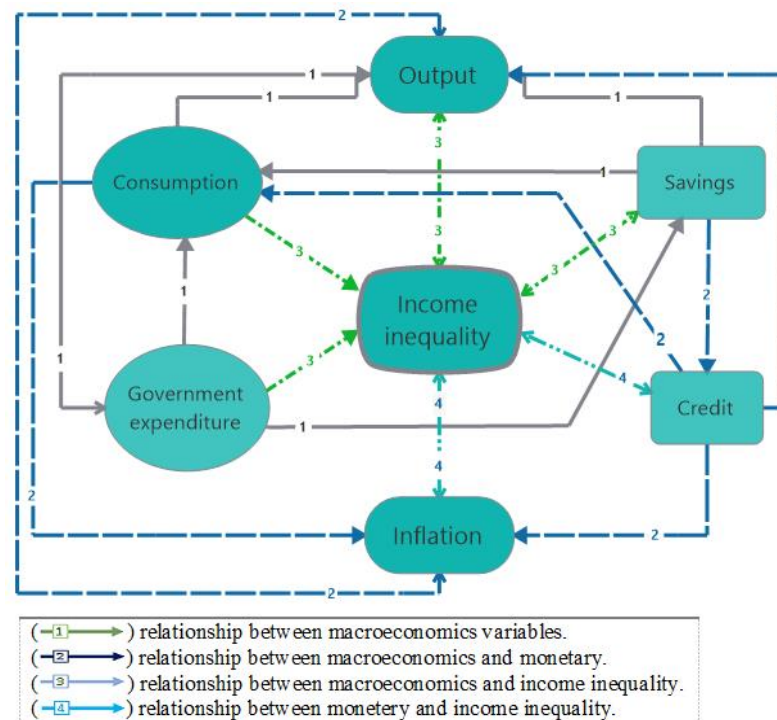 2
Output
1
1
1
3
Consumption
1
Savings
3
3
3
2
1
Income
inequality
2
3
4
1
Government
expenditure
1
4
Credit
4
2
4
Inflation
2
2
( 1 ) relationship between macroeconomics variables.
( 2 ) relationship between macroeconomics and monetary.
( 3 ) relationship between macroeconomics and income inequality.
( 4 ) relationship between monetery and income inequality.